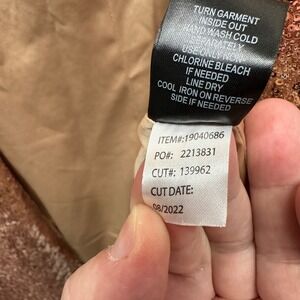 TURN GARMENT
INSIDE OUT
HAND WASH COLD
SEPARATELY
USE ONLY NON
CHLORINE BLEACH
IF NEEDED
LINE DRY
COOL IRON ON REVERSE
SIDE IF NEEDED
ITEM#:19040686
PO#: 2213831
CUT#: 139962
CUT DATE:
08/2022